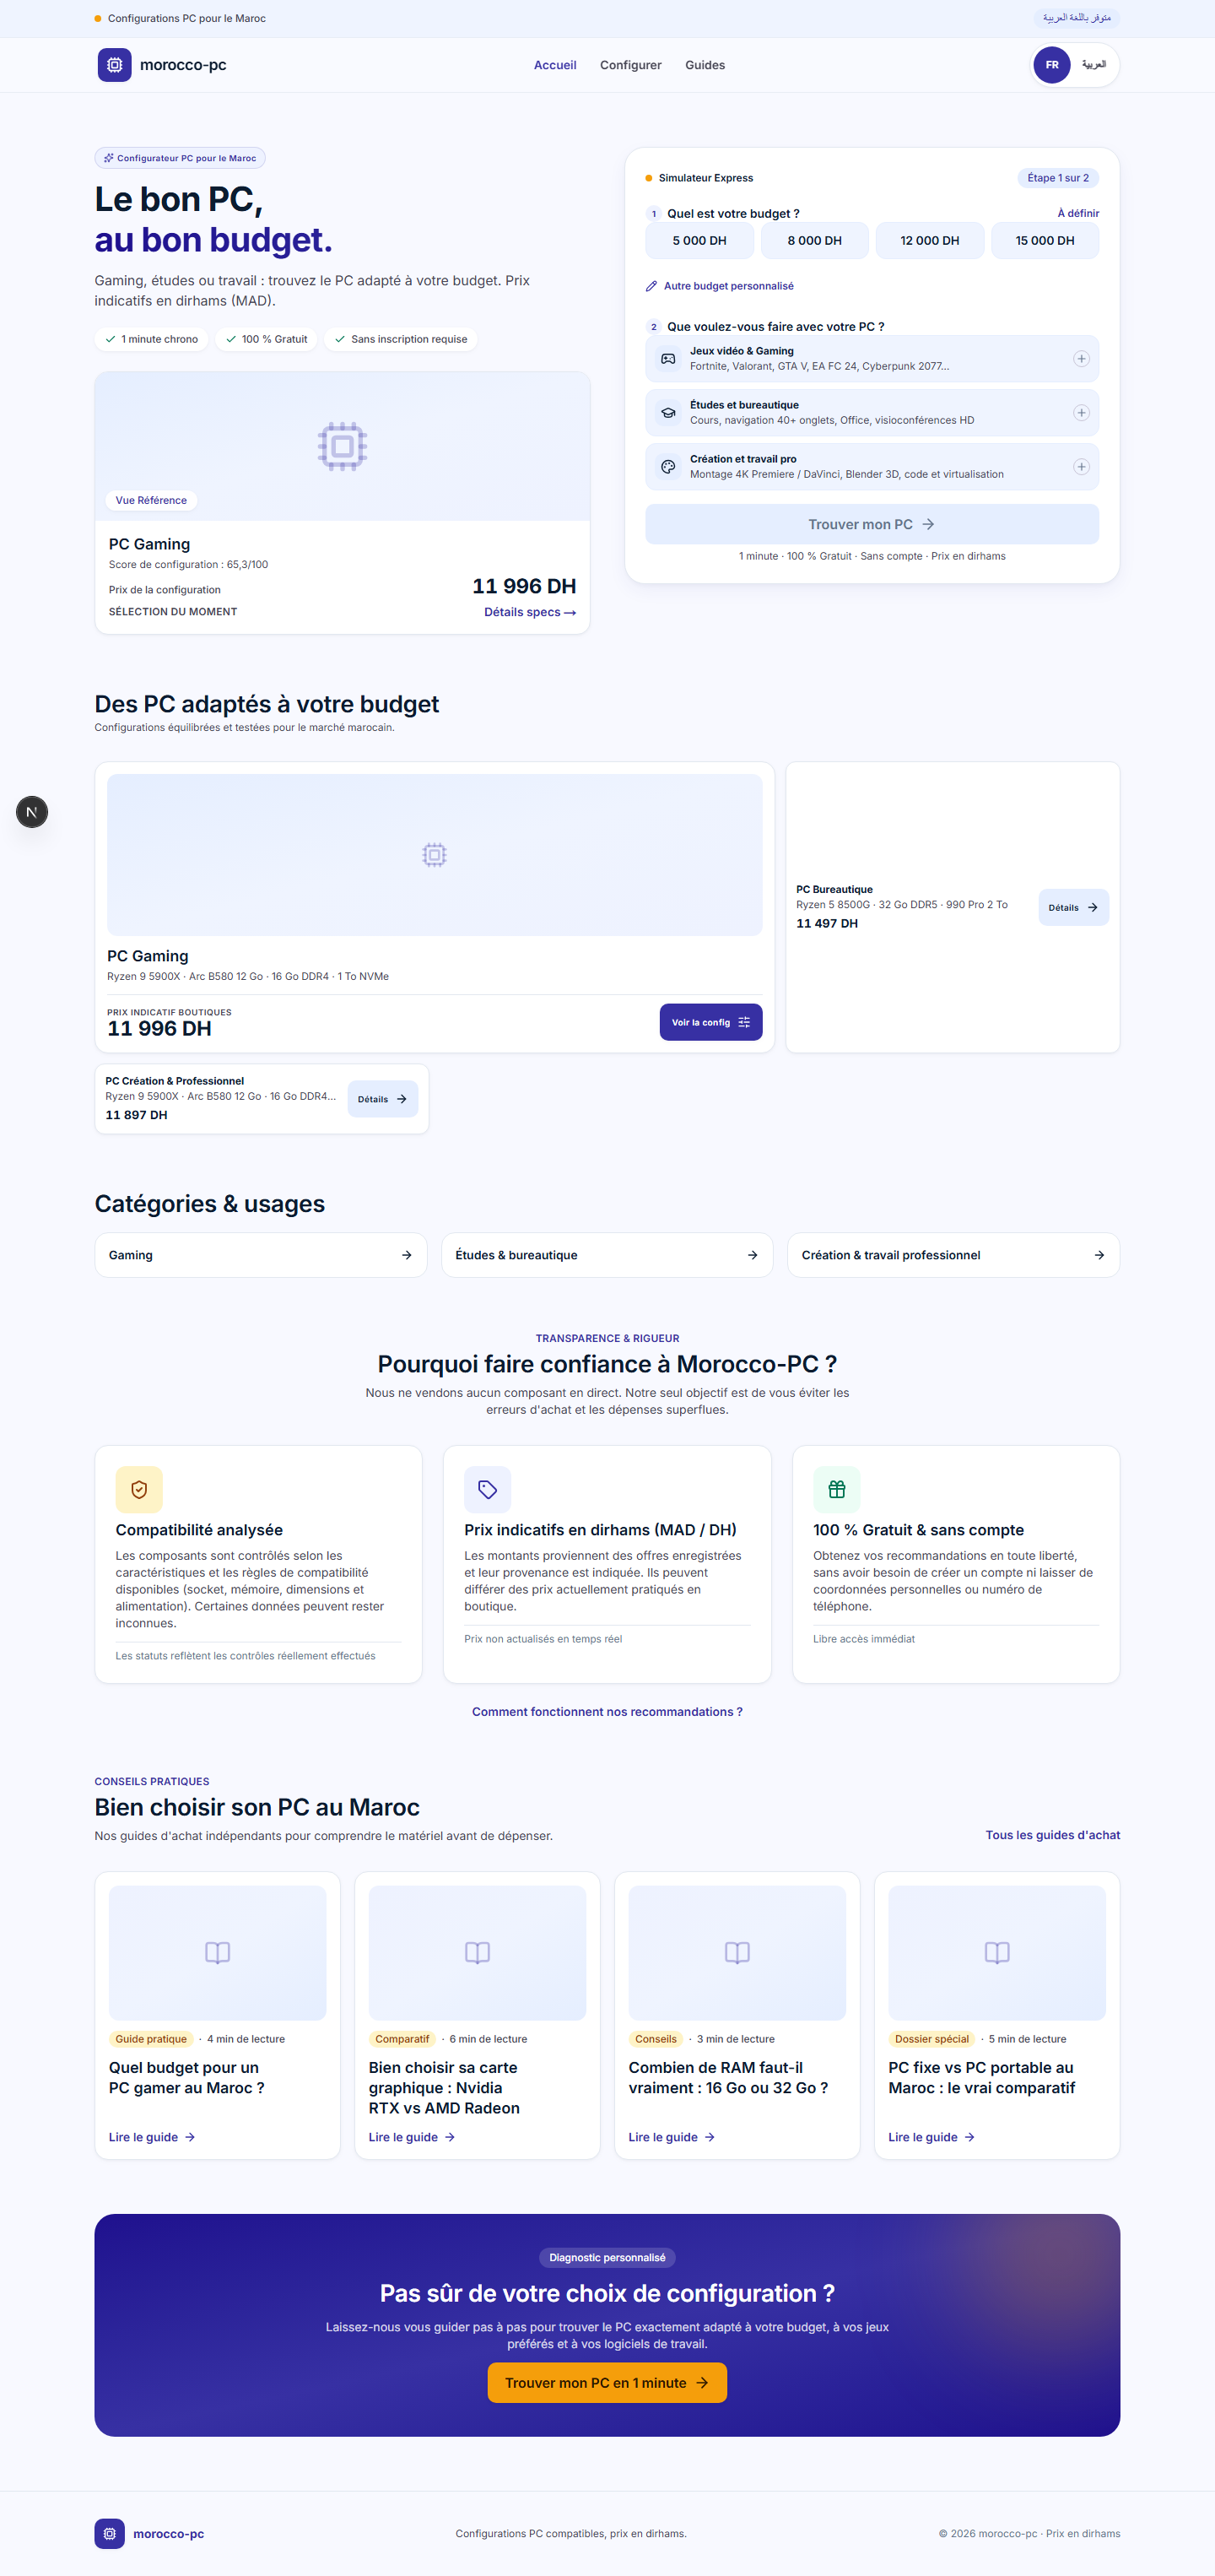 Configurations PC pour le Maroc
متوفر باللغة العربية
morocco-pc
Accueil
Configurer
Guides
FR
العربية
Configurateur PC pour le Maroc
Le bon PC,
au bon budget.
Gaming, études ou travail : trouvez le PC adapté à votre budget. Prix
indicatifs en dirhams (MAD).
1 minute chrono
100 % Gratuit
Sans inscription requise
Vue Référence
PC Gaming
Score de configuration : 65,3/100
Prix de la configuration
11 996 DH
SÉLECTION DU MOMENT
Détails specs →
Simulateur Express
Étape 1 sur 2
1 Quel est votre budget ?
À définir
5 000 DH
8 000 DH
12 000 DH
15 000 DH
Autre budget personnalisé
2 Que voulez-vous faire avec votre PC ?
Jeux vidéo & Gaming
Fortnite, Valorant, GTA V, EA FC 24, Cyberpunk 2077...
Études et bureautique
Cours, navigation 40+ onglets, Office, visioconférences HD
Création et travail pro
Montage 4K Premiere / DaVinci, Blender 3D, code et virtualisation
Trouver mon PC →
1 minute · 100 % Gratuit · Sans compte · Prix en dirhams
Des PC adaptés à votre budget
Configurations équilibrées et testées pour le marché marocain.
N
PC Gaming
Ryzen 9 5900X · Arc B580 12 Go · 16 Go DDR4 · 1 To NVMe
PRIX INDICATIF BOUTIQUES
11 996 DH
Voir la config
PC Bureautique
Ryzen 5 8500G · 32 Go DDR5 · 990 Pro 2 To
11 497 DH
Détails →
PC Création & Professionnel
Ryzen 9 5900X · Arc B580 12 Go · 16 Go DDR4...
11 897 DH
Détails →
Catégories & usages
Gaming →
Études & bureautique →
Création & travail professionnel →
TRANSPARENCE & RIGUEUR
Pourquoi faire confiance à Morocco-PC ?
Nous ne vendons aucun composant en direct. Notre seul objectif est de vous éviter les
erreurs d'achat et les dépenses superflues.
Compatibilité analysée
Les composants sont contrôlés selon les
caractéristiques et les règles de compatibilité
disponibles (socket, mémoire, dimensions et
alimentation). Certaines données peuvent rester
inconnues.
Les statuts reflètent les contrôles réellement effectués
Prix indicatifs en dirhams (MAD / DH)
Les montants proviennent des offres enregistrées
et leur provenance est indiquée. Ils peuvent
différer des prix actuellement pratiqués en
boutique.
Prix non actualisés en temps réel
100 % Gratuit & sans compte
Obtenez vos recommandations en toute liberté,
sans avoir besoin de créer un compte ni laisser de
coordonnées personnelles ou numéro de
téléphone.
Libre accès immédiat
Comment fonctionnent nos recommandations ?
CONSEILS PRATIQUES
Bien choisir son PC au Maroc
Nos guides d'achat indépendants pour comprendre le matériel avant de dépenser.
Tous les guides d'achat
Guide pratique · 4 min de lecture
Quel budget pour un
PC gamer au Maroc ?
Lire le guide →
Comparatif · 6 min de lecture
Bien choisir sa carte
graphique : Nvidia
RTX vs AMD Radeon
Lire le guide →
Conseils · 3 min de lecture
Combien de RAM faut-il
vraiment : 16 Go ou 32 Go ?
Lire le guide →
Dossier spécial · 5 min de lecture
PC fixe vs PC portable au
Maroc : le vrai comparatif
Lire le guide →
Diagnostic personnalisé
Pas sûr de votre choix de configuration ?
Laissez-nous vous guider pas à pas pour trouver le PC exactement adapté à votre budget, à vos jeux
préférés et à vos logiciels de travail.
Trouver mon PC en 1 minute →
morocco-pc
Configurations PC compatibles, prix en dirhams.
© 2026 morocco-pc · Prix en dirhams